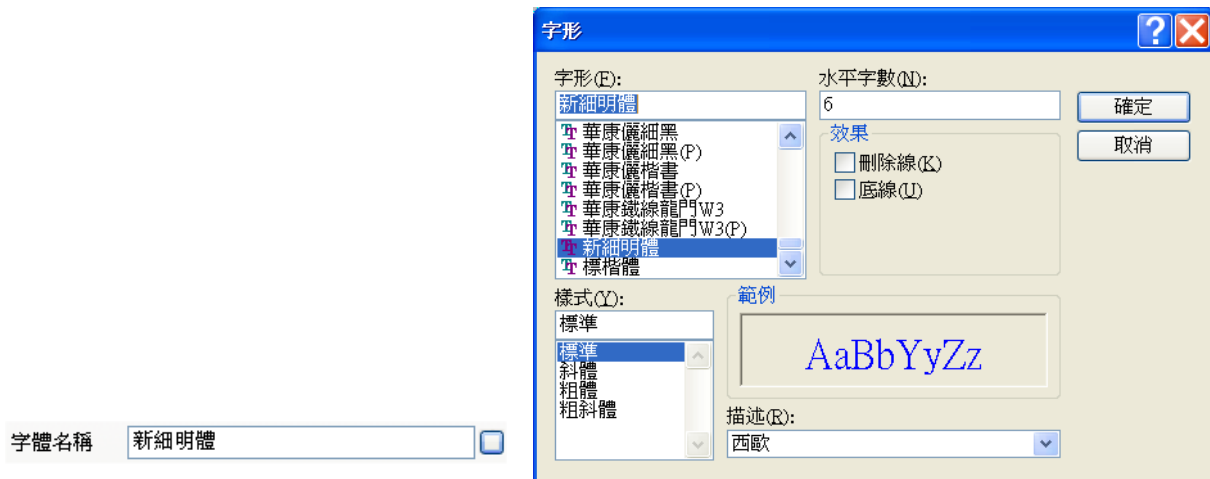 字形
字形(F):
新細明體
華康儷細黑
華康儷細黑(P)
華康儷楷書
華康儷楷書(P)
華康鐵線龍門W3
華康鐵線龍門W3(P)
新細明體
標楷體
水平字數(N):
6
效果
刪除線(K)
底線(U)
確定
取消
樣式(Y):
標準
標準
斜體
粗體
粗斜體
範例
AaBbYyZz
描述(R):
西歐
字體名稱 新細明體